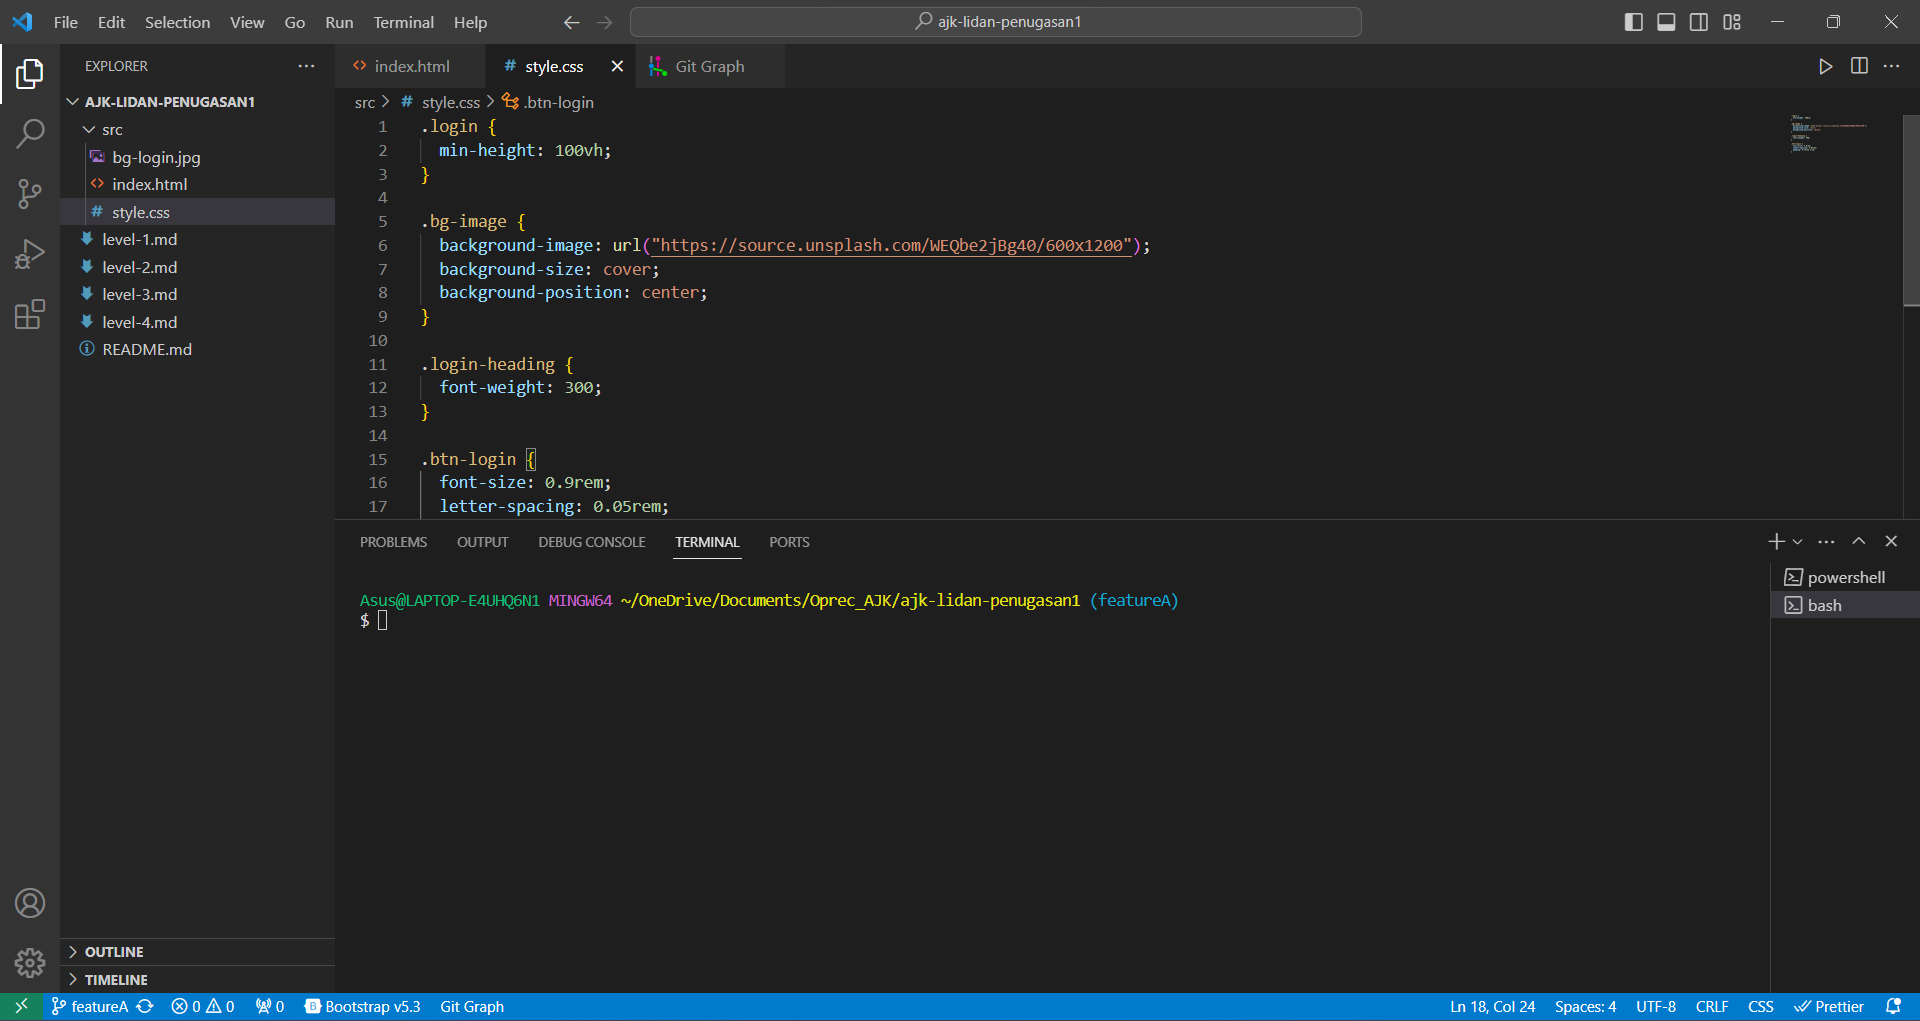 File Edit Selection View Go Run Terminal Help
ajk-lidan-penugasan1
EXPLORER
AJK-LIDAN-PENUGASAN1
src
bg-login.jpg
index.html
style.css
level-1.md
level-2.md
level-3.md
level-4.md
README.md
OUTLINE
TIMELINE
index.html
style.css
Git Graph
src > style.css > .btn-login
1 .login {
2 min-height: 100vh;
3 }
4
5 .bg-image {
6 background-image: url("https://source.unsplash.com/WEQbe2jBg40/600x1200");
7 background-size: cover;
8 background-position: center;
9 }
10
11 .login-heading {
12 font-weight: 300;
13 }
14
15 .btn-login {
16 font-size: 0.9rem;
17 letter-spacing: 0.05rem;
PROBLEMS OUTPUT DEBUG CONSOLE TERMINAL PORTS
Asus@LAPTOP-E4UHQ6N1 MINGW64 ~/OneDrive/Documents/Oprec_AJK/ajk-lidan-penugasan1 (featureA)
$
powershell
bash
featureA 0 0 0 Bootstrap v5.3 Git Graph Ln 18, Col 24 Spaces: 4 UTF-8 CRLF CSS Prettier